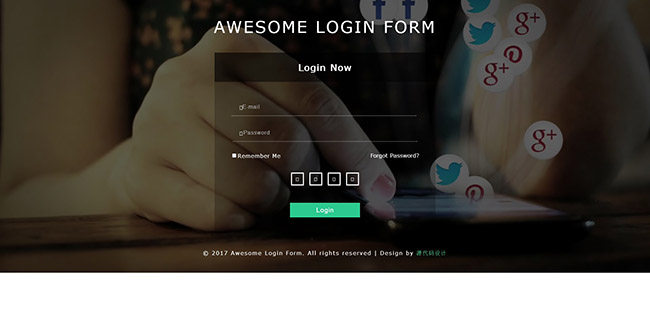 AWESOME LOGIN FORM
Login Now
E-mail
Password
Remember Me Forgot Password?
Login
© 2017 Awesome Login Form. All rights reserved | Design by 源代码设计